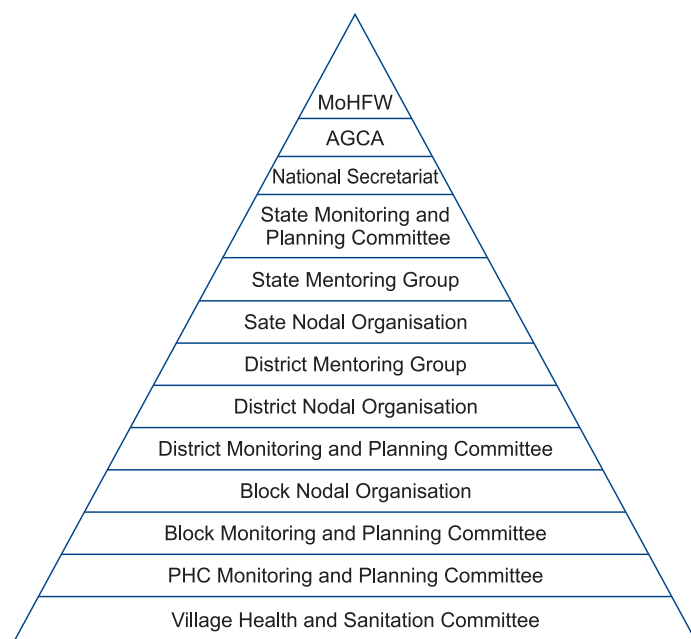 MoHFW
AGCA
National Secretariat
State Monitoring and
Planning Committee
State Mentoring Group
Sate Nodal Organisation
District Mentoring Group
District Nodal Organisation
District Monitoring and Planning Committee
Block Nodal Organisation
Block Monitoring and Planning Committee
PHC Monitoring and Planning Committee
Village Health and Sanitation Committee